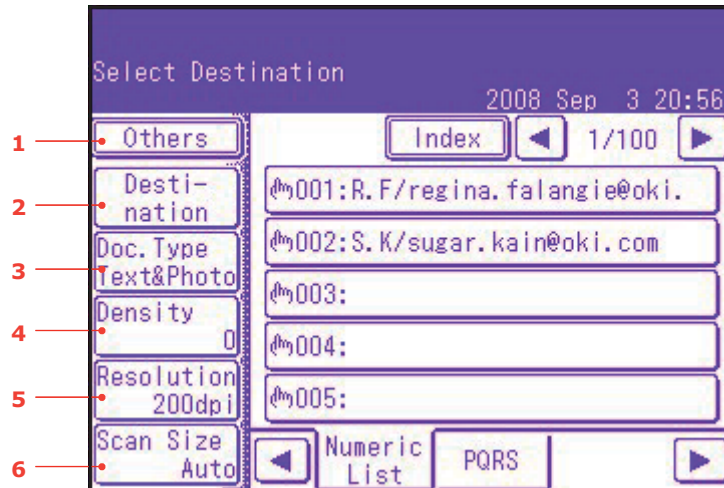 Select Destination
2008 Sep 3 20:56
1 Others
Index 1/100
2 Desti-
nation
001:R.F/regina.falangie@oki.
3 Doc.Type
Text&Photo
002:S.K/sugar.kain@oki.com
4 Density
0
003:
004:
5 Resolution
200dpi
005:
6 Scan Size
Auto
Numeric
List
PQRS